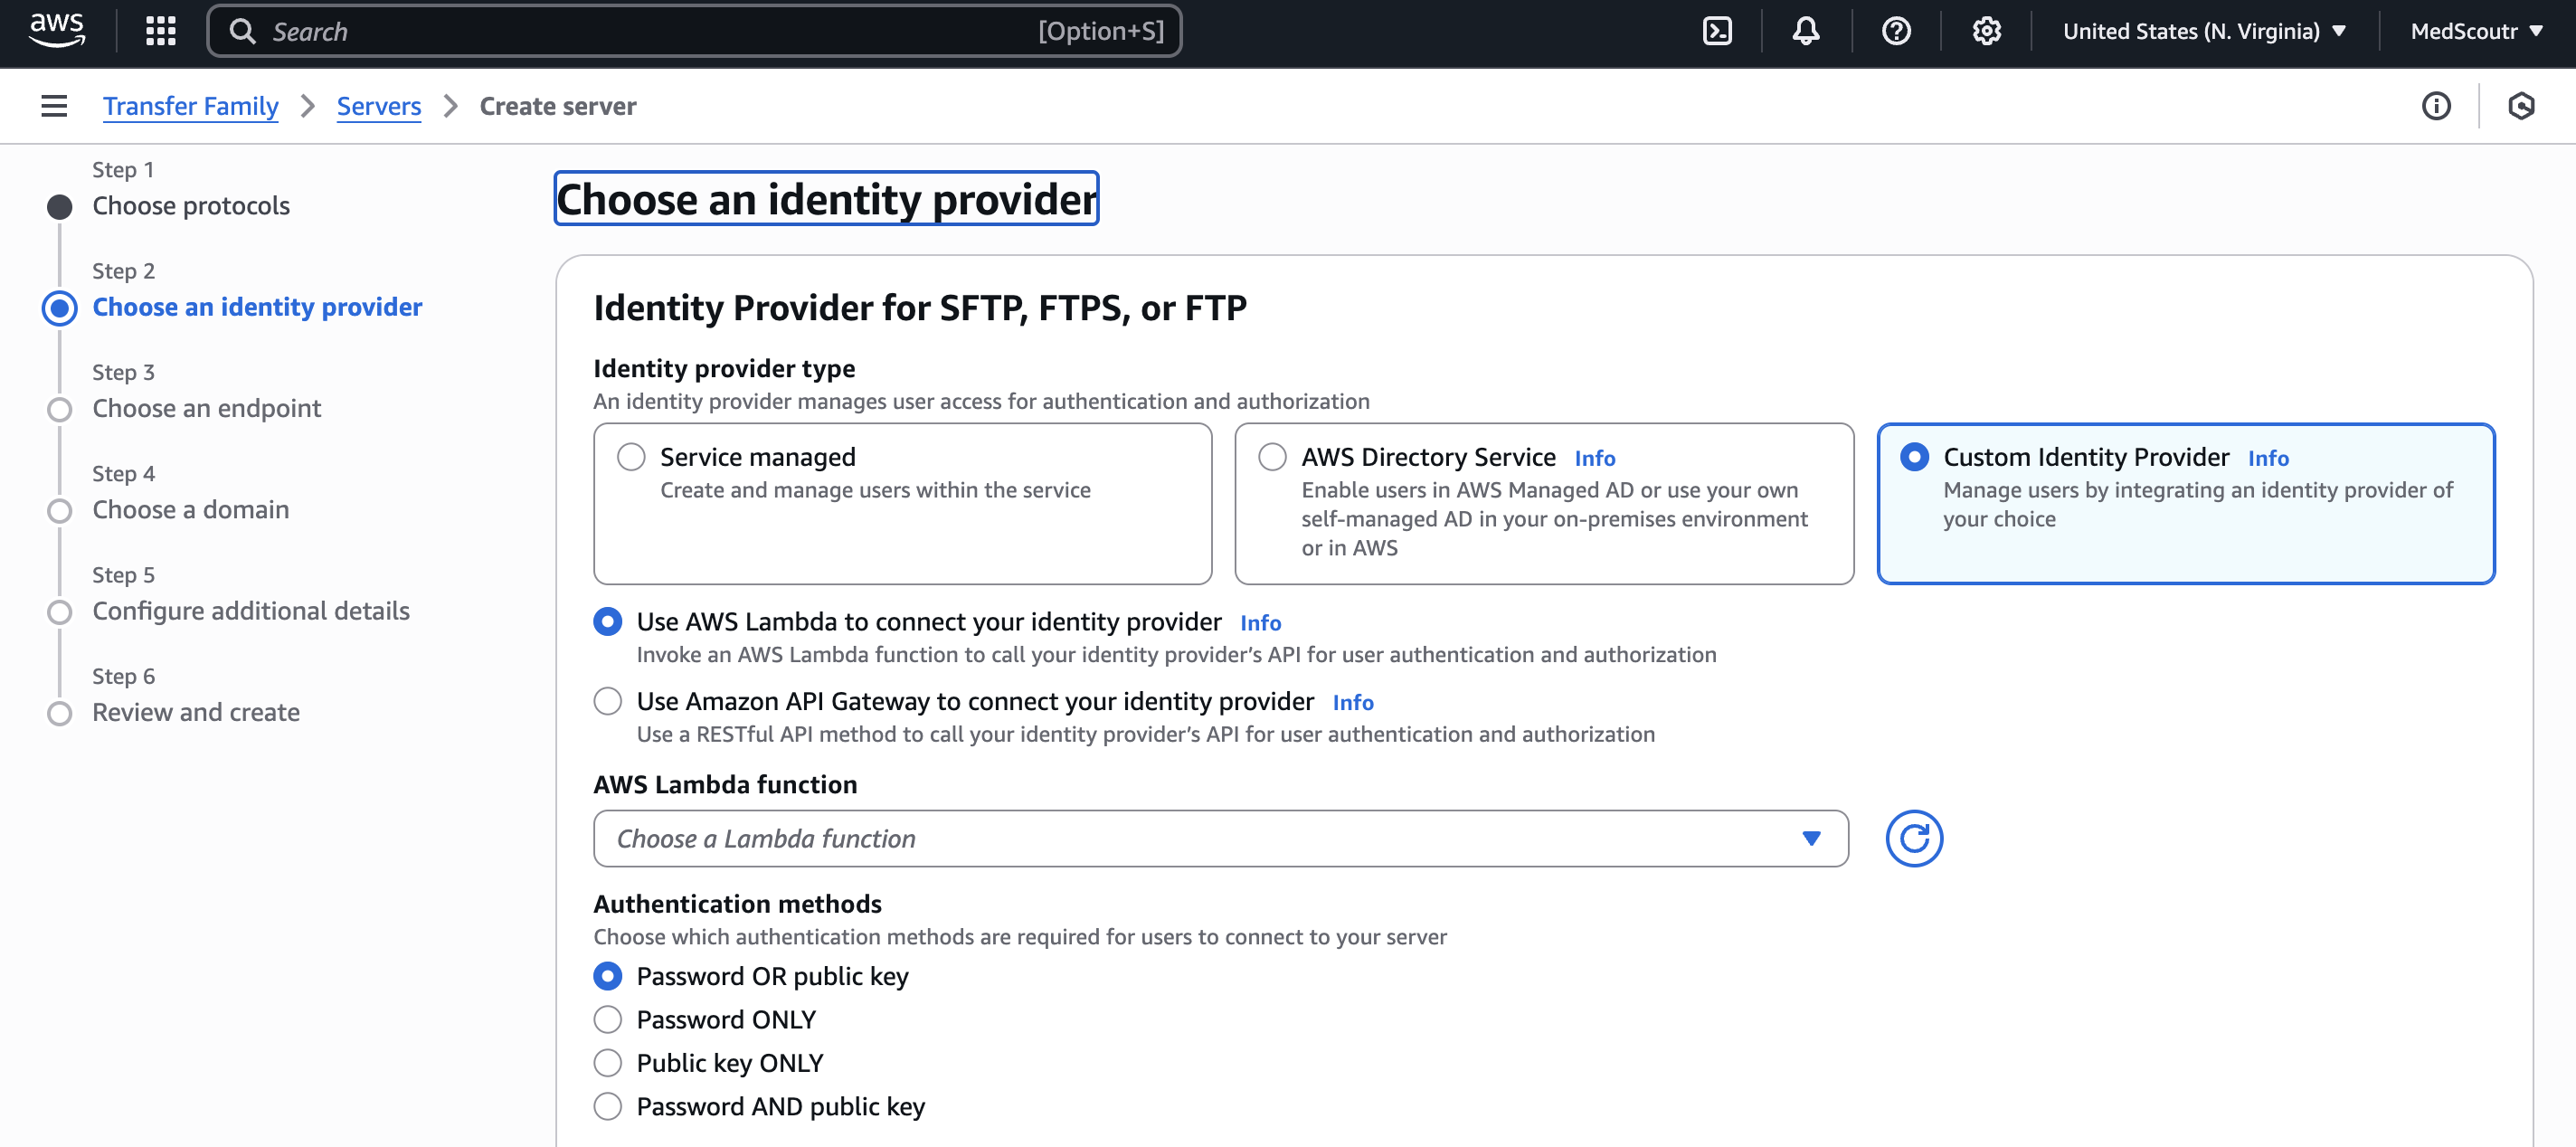 aws
Search
[Option+S]
United States (N. Virginia)
MedScoutr
Transfer Family
Servers
Create server
Step 1
Choose protocols
Step 2
Choose an identity provider
Step 3
Choose an endpoint
Step 4
Choose a domain
Step 5
Configure additional details
Step 6
Review and create
Choose an identity provider
Identity Provider for SFTP, FTPS, or FTP
Identity provider type
An identity provider manages user access for authentication and authorization
Service managed
Create and manage users within the service
AWS Directory Service Info
Enable users in AWS Managed AD or use your own
self-managed AD in your on-premises environment
or in AWS
Custom Identity Provider Info
Manage users by integrating an identity provider of
your choice
Use AWS Lambda to connect your identity provider Info
Invoke an AWS Lambda function to call your identity provider’s API for user authentication and authorization
Use Amazon API Gateway to connect your identity provider Info
Use a RESTful API method to call your identity provider’s API for user authentication and authorization
AWS Lambda function
Choose a Lambda function
Authentication methods
Choose which authentication methods are required for users to connect to your server
Password OR public key
Password ONLY
Public key ONLY
Password AND public key